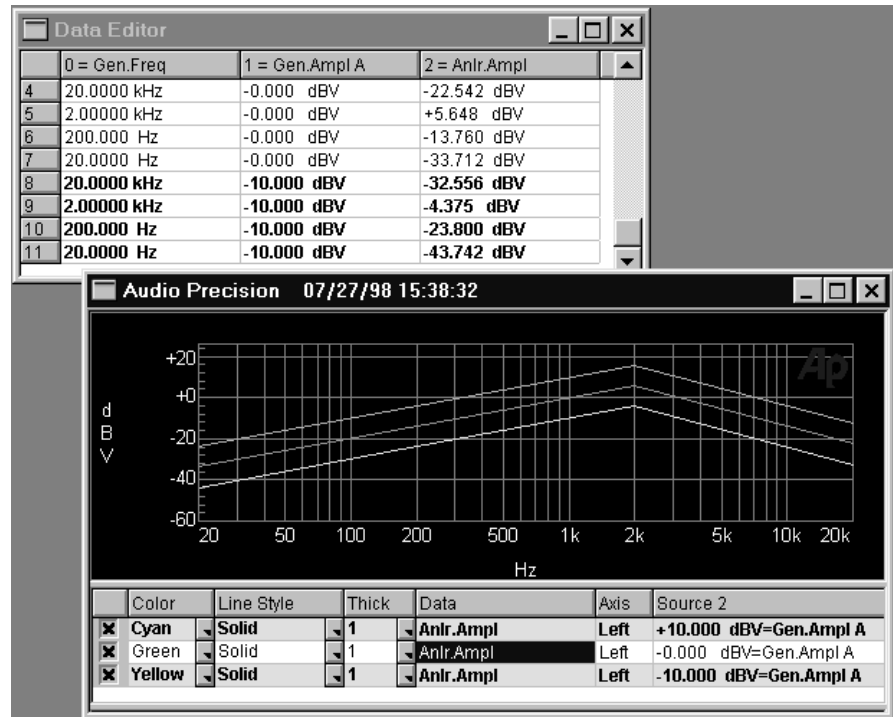 Data Editor
0 = Gen.Freq 1 = Gen.Ampl A 2 = Anlr.Ampl
4 20.0000 kHz -0.000 dBV -22.542 dBV
5 2.00000 kHz -0.000 dBV +5.648 dBV
6 200.000 Hz -0.000 dBV -13.760 dBV
7 20.0000 Hz -0.000 dBV -33.712 dBV
8 20.0000 kHz -10.000 dBV -32.556 dBV
9 2.00000 kHz -10.000 dBV -4.375 dBV
10 200.000 Hz -10.000 dBV -23.800 dBV
11 20.0000 Hz -10.000 dBV -43.742 dBV
Audio Precision 07/27/98 15:38:32
Ap
+20
+0
-20
-40
-60
d
B
V
20 50 100 200 500 1k 2k 5k 10k 20k
Hz
Color Line Style Thick Data Axis Source 2
Cyan Solid 1 Anlr.Ampl Left +10.000 dBV=Gen.Ampl A
Green Solid 1 Anlr.Ampl Left -0.000 dBV=Gen.Ampl A
Yellow Solid 1 Anlr.Ampl Left -10.000 dBV=Gen.Ampl A